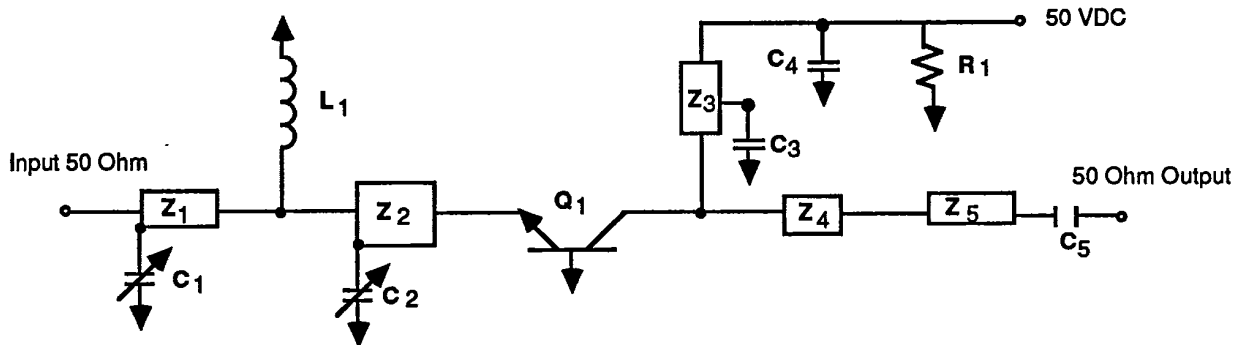 50 VDC
C4
R1
L1
Z3
C3
Input 50 Ohm
50 Ohm Output
Z1
Z2
Q1
Z4
Z5
C5
C1
C2